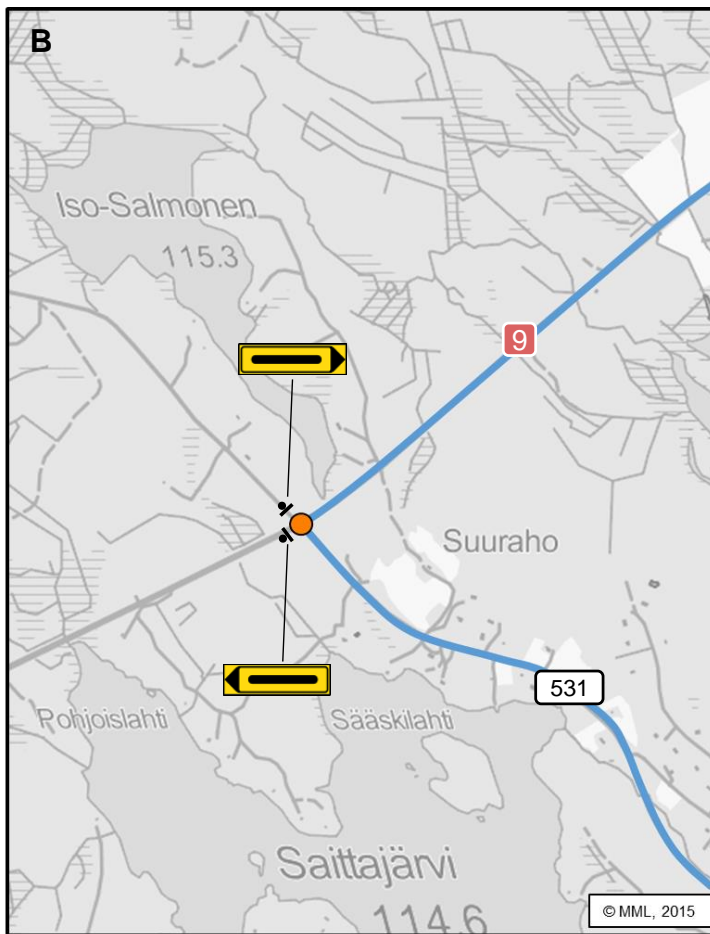 B
Iso-Salmonen
115.3
9
Suuraho
531
Pohjoislahti
Sääskilahti
Saittajärvi
114.6
© MML, 2015